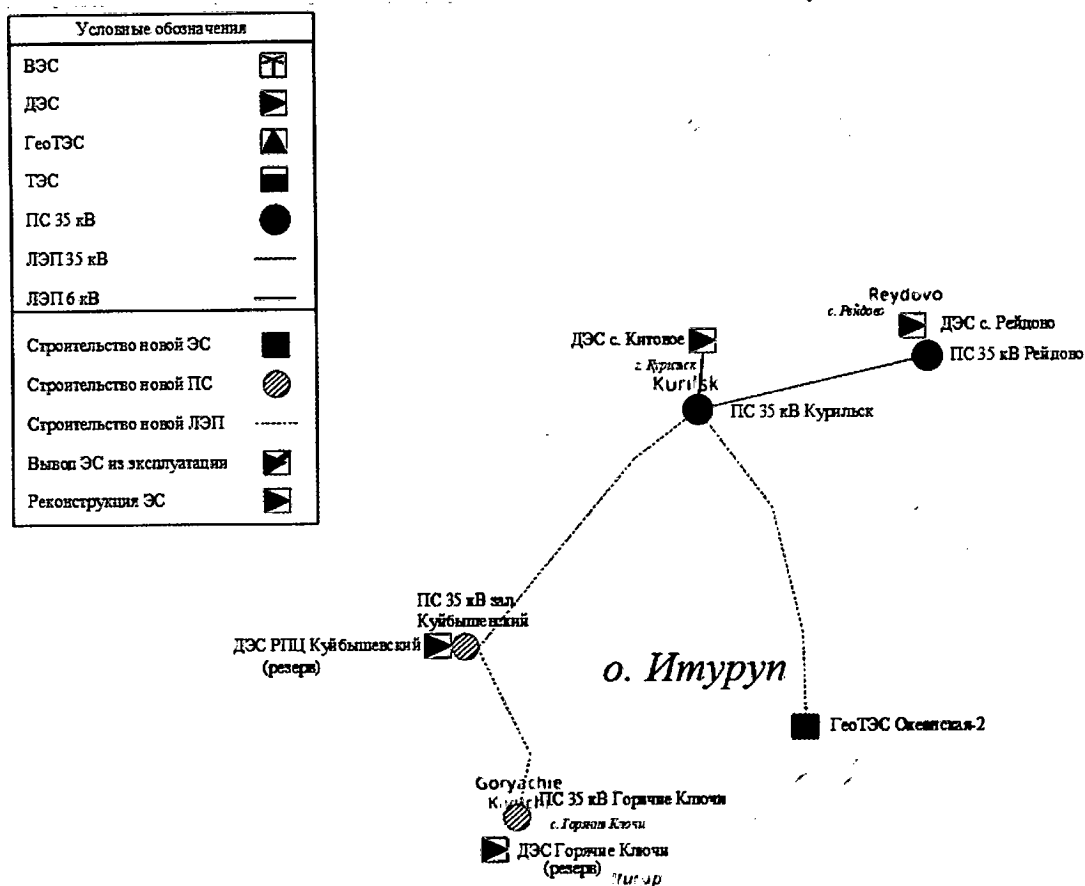 Условные обозначения
ВЭС
ДЭС
ГеоТЭС
ТЭС
ПС 35 кВ
ЛЭП 35 кВ
ЛЭП 6 кВ
Строительство новой ЭС
Строительство новой ПС
Строительство новой ЛЭП
Вывод ЭС из эксплуатации
Реконструкция ЭС
Reydovo
с. Рейдово
ДЭС с. Рейдово
ПС 35 кВ Рейдово
ДЭС с. Китовое
г. Курильск
Kurilsk
ПС 35 кВ Курильск
ПС 35 кВ зал.
Куйбышевский
ДЭС РПЦ Куйбышевский
(резерв)
о. Итуруп
ГеоТЭС Океанская-2
Goryachie
ПС 35 кВ Горячие Ключи
с. Горячие Ключи
ДЭС Горячие Ключи
(резерв)